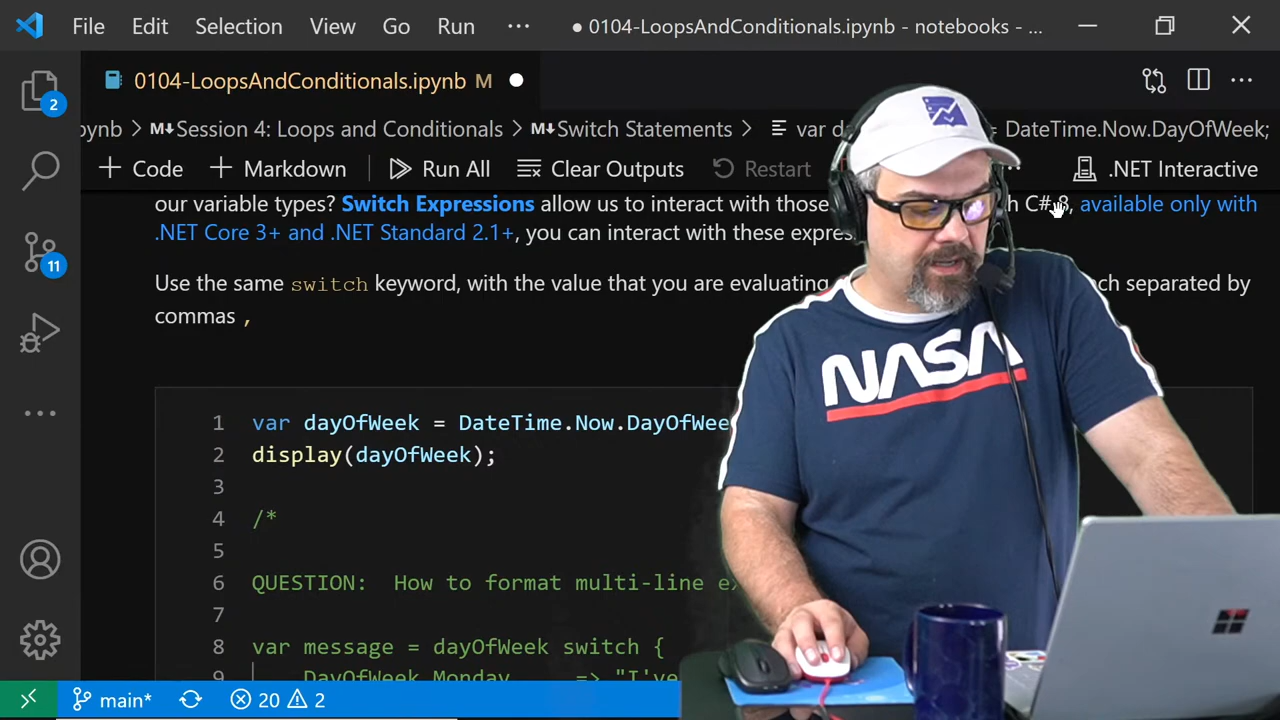 File Edit Selection View Go Run ··· ● 0104-LoopsAndConditionals.ipynb - notebooks - ...
0104-LoopsAndConditionals.ipynb M
ipynb > M↓Session 4: Loops and Conditionals > M↓Switch Statements > var d = DateTime.Now.DayOfWeek;
+ Code + Markdown Run All Clear Outputs Restart ··· .NET Interactive
our variable types? Switch Expressions allow us to interact with those C# 8, available only with
.NET Core 3+ and .NET Standard 2.1+, you can interact with these
Use the same switch keyword, with the value that you are evaluating separated by
commas ,
1 var dayOfWeek = DateTime.Now.DayOfWee
2 display(dayOfWeek);
3
4 /*
5
6 QUESTION: How to format multi-line
7
8 var message = dayOfWeek switch {
9 DayOfWeek.Monday => "I've
2
11
main* 20 2
NASA